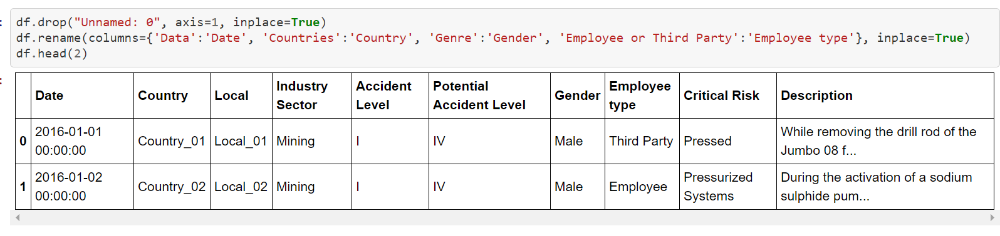 :
df.drop("Unnamed: 0", axis=1, inplace=True)
df.rename(columns={'Data':'Date', 'Countries':'Country', 'Genre':'Gender', 'Employee or Third Party':'Employee type'}, inplace=True)
df.head(2)
:
Date Country Local Industry Sector Accident Level Potential Accident Level Gender Employee type Critical Risk Description
0 2016-01-01 00:00:00 Country_01 Local_01 Mining I IV Male Third Party Pressed While removing the drill rod of the Jumbo 08 f...
1 2016-01-02 00:00:00 Country_02 Local_02 Mining I IV Male Employee Pressurized Systems During the activation of a sodium sulphide pum...